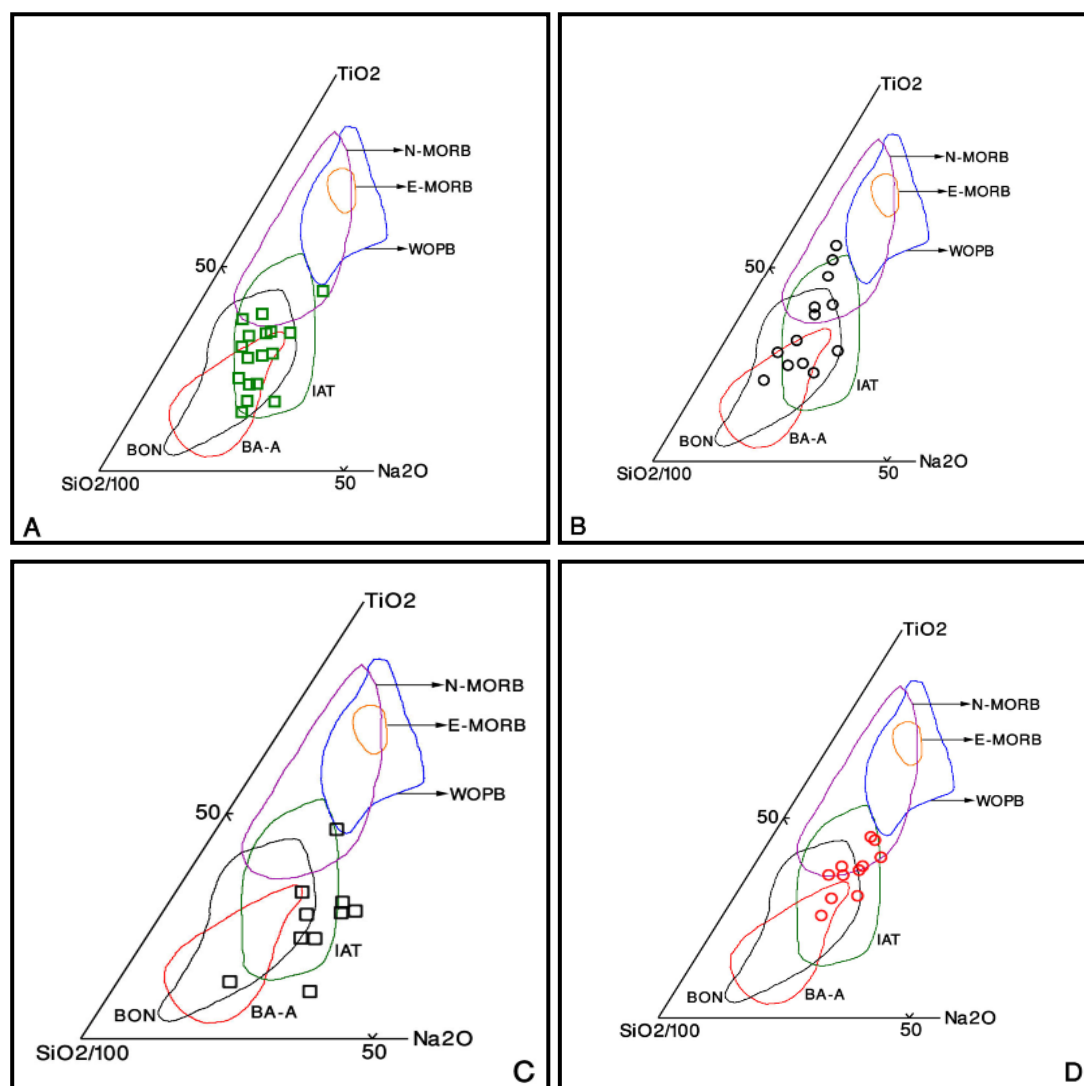 TiO2
N-MORB
E-MORB
WOPB
50
IAT
BON
BA-A
SiO2/100
50
Na2O
A
TiO2
N-MORB
E-MORB
WOPB
50
IAT
BON
BA-A
SiO2/100
50
Na2O
B
TiO2
N-MORB
E-MORB
WOPB
50
IAT
BON
BA-A
SiO2/100
50
Na2O
C
TiO2
N-MORB
E-MORB
WOPB
50
IAT
BON
BA-A
SiO2/100
50
Na2O
D